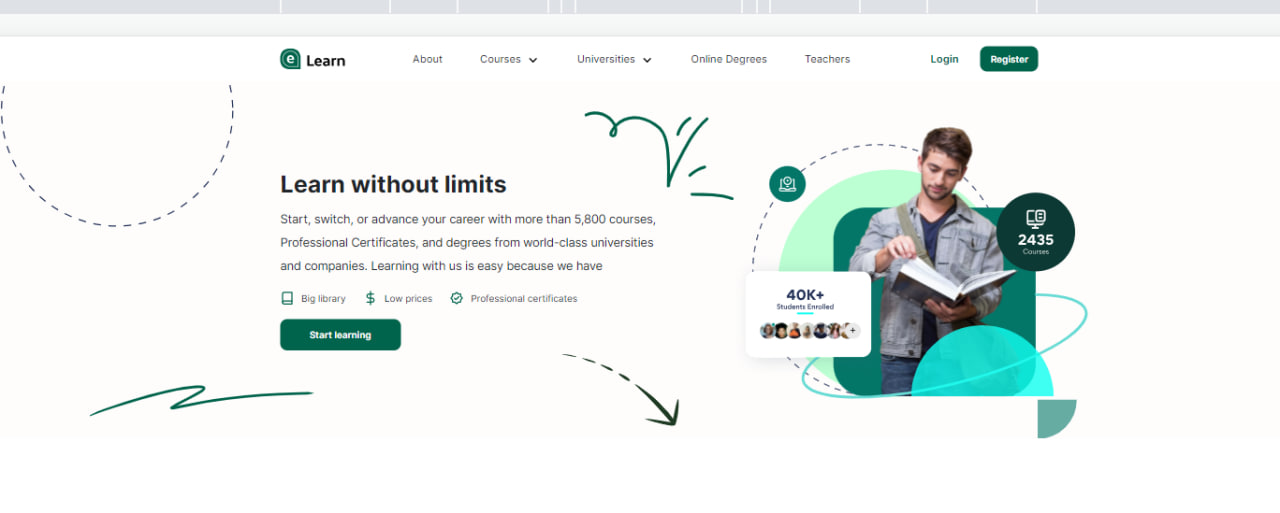 e Learn
About
Courses
Universities
Online Degrees
Teachers
Login
Register
Learn without limits
Start, switch, or advance your career with more than 5,800 courses,
Professional Certificates, and degrees from world-class universities
and companies. Learning with us is easy because we have
Big library
Low prices
Professional certificates
Start learning
2435
Courses
40K+
Students Enrolled
+